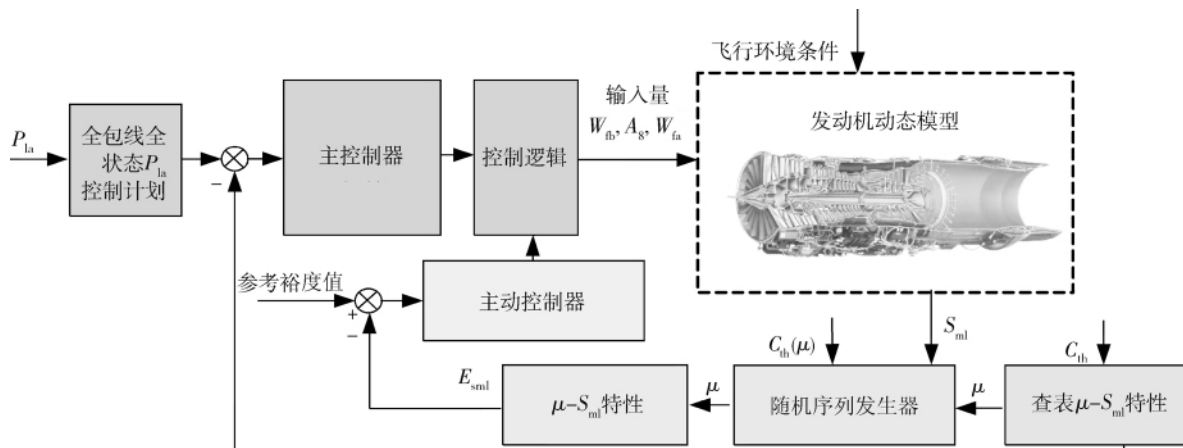 飞行环境条件
P_la
全包线全
状态P_la
控制计划
−
主控制器
控制逻辑
输入量
W_fb, A_8, W_fa
发动机动态模型
参考裕度值
+
−
主动控制器
S_ml
C_th(μ)
C_th
E_sml
μ-S_ml特性
μ
随机序列发生器
μ
查表μ-S_ml特性